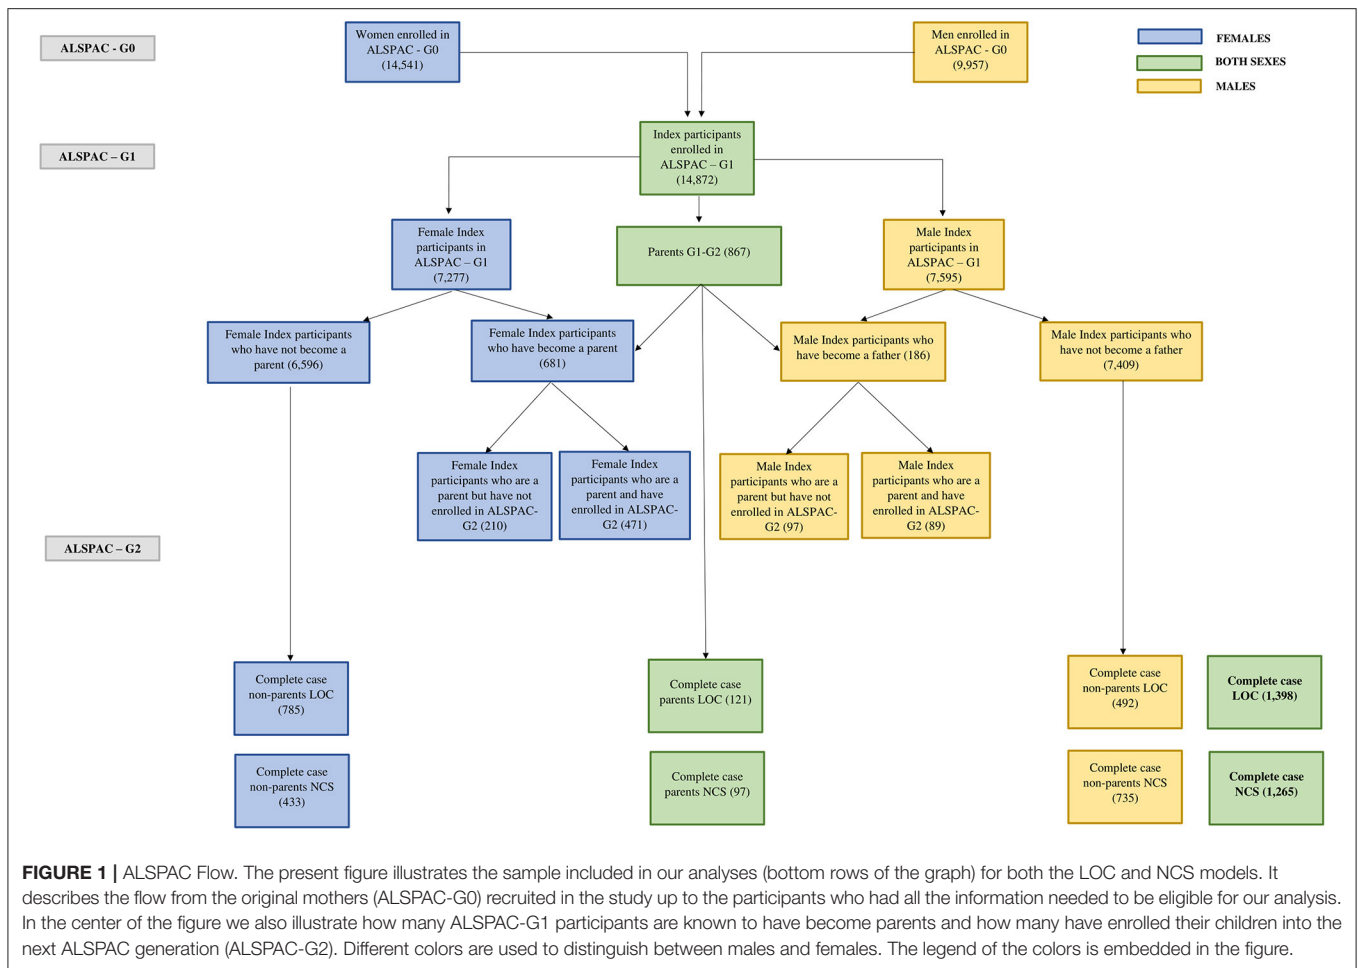 ALSPAC - G0
Women enrolled in
ALSPAC - G0
(14,541)
Men enrolled in
ALSPAC - G0
(9,957)
FEMALES
BOTH SEXES
MALES
ALSPAC – G1
Index participants
enrolled in
ALSPAC – G1
(14,872)
Female Index
participants in
ALSPAC – G1
(7,277)
Parents G1-G2 (867)
Male Index
participants in
ALSPAC – G1
(7,595)
Female Index participants
who have not become a
parent (6,596)
Female Index participants
who have become a parent
(681)
Male Index participants who
have become a father (186)
Male Index participants who
have not become a father
(7,409)
Female Index
participants who are a
parent but have not
enrolled in ALSPAC-
G2 (210)
Female Index
participants who are a
parent and have
enrolled in ALSPAC-
G2 (471)
Male Index
participants who are a
parent but have not
enrolled in ALSPAC-
G2 (97)
Male Index
participants who are a
parent and have
enrolled in ALSPAC-
G2 (89)
ALSPAC – G2
Complete case
non-parents LOC
(785)
Complete case
parents LOC (121)
Complete case
non-parents LOC
(492)
Complete case
LOC (1,398)
Complete case
non-parents NCS
(433)
Complete case
parents NCS (97)
Complete case
non-parents NCS
(735)
Complete case
NCS (1,265)
FIGURE 1 | ALSPAC Flow. The present figure illustrates the sample included in our analyses (bottom rows of the graph) for both the LOC and NCS models. It
describes the flow from the original mothers (ALSPAC-G0) recruited in the study up to the participants who had all the information needed to be eligible for our analysis.
In the center of the figure we also illustrate how many ALSPAC-G1 participants are known to have become parents and how many have enrolled their children into the
next ALSPAC generation (ALSPAC-G2). Different colors are used to distinguish between males and females. The legend of the colors is embedded in the figure.